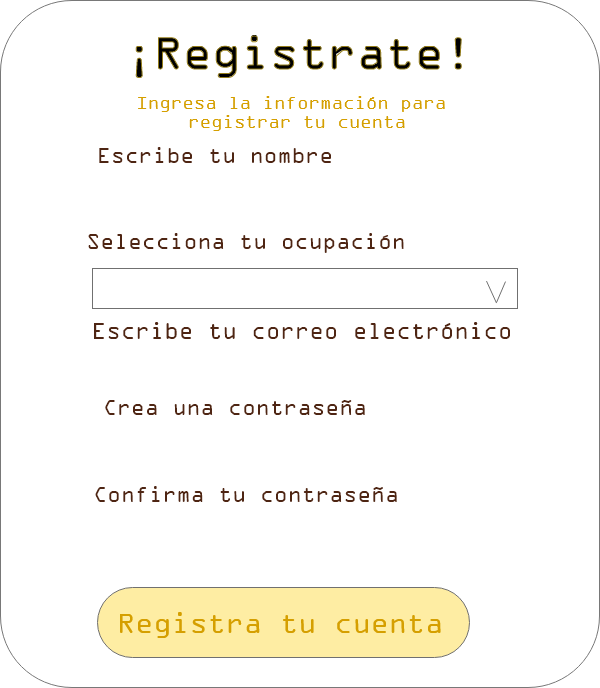 ¡Registrate!
Ingresa la información para
registrar tu cuenta
Escribe tu nombre
Selecciona tu ocupación
Escribe tu correo electrónico
Crea una contraseña
Confirma tu contraseña
Registra tu cuenta